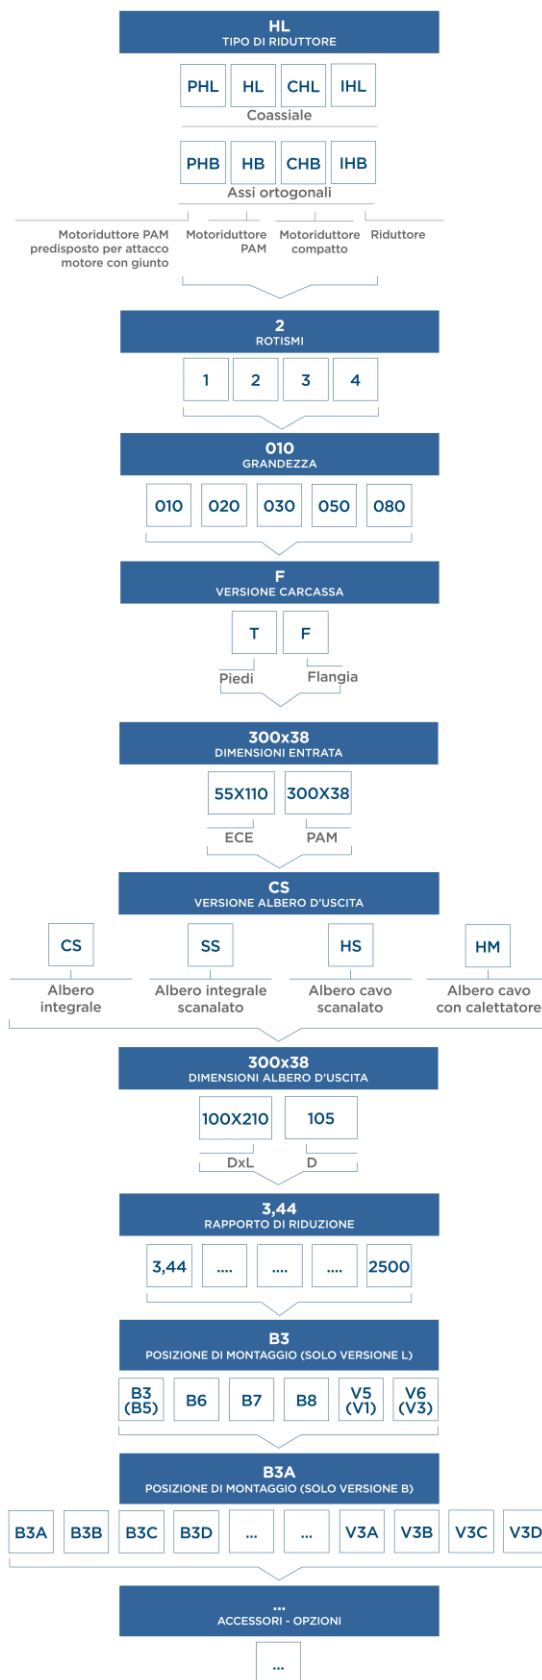 HL
TIPO DI RIDUTTORE
PHL HL CHL IHL
Coassiale
PHB HB CHB IHB
Assi ortogonali
Motoriduttore PAM
predisposto per attacco
motore con giunto
Motoriduttore
PAM
Motoriduttore
compatto
Riduttore
2
ROTISMI
1 2 3 4
010
GRANDEZZA
010 020 030 050 080
F
VERSIONE CARCASSA
T F
Piedi Flangia
300x38
DIMENSIONI ENTRATA
55X110 300X38
ECE PAM
CS
VERSIONE ALBERO D'USCITA
CS SS HS HM
Albero
integrale
Albero integrale
scanalato
Albero cavo
scanalato
Albero cavo
con calettatore
300x38
DIMENSIONI ALBERO D'USCITA
100X210 105
DxL D
3,44
RAPPORTO DI RIDUZIONE
3,44 .... .... .... 2500
B3
POSIZIONE DI MONTAGGIO (SOLO VERSIONE L)
B3
(B5)
B6 B7 B8
V5
(V1)
V6
(V3)
B3A
POSIZIONE DI MONTAGGIO (SOLO VERSIONE B)
B3A B3B B3C B3D ... ... V3A V3B V3C V3D
...
ACCESSORI - OPZIONI
...